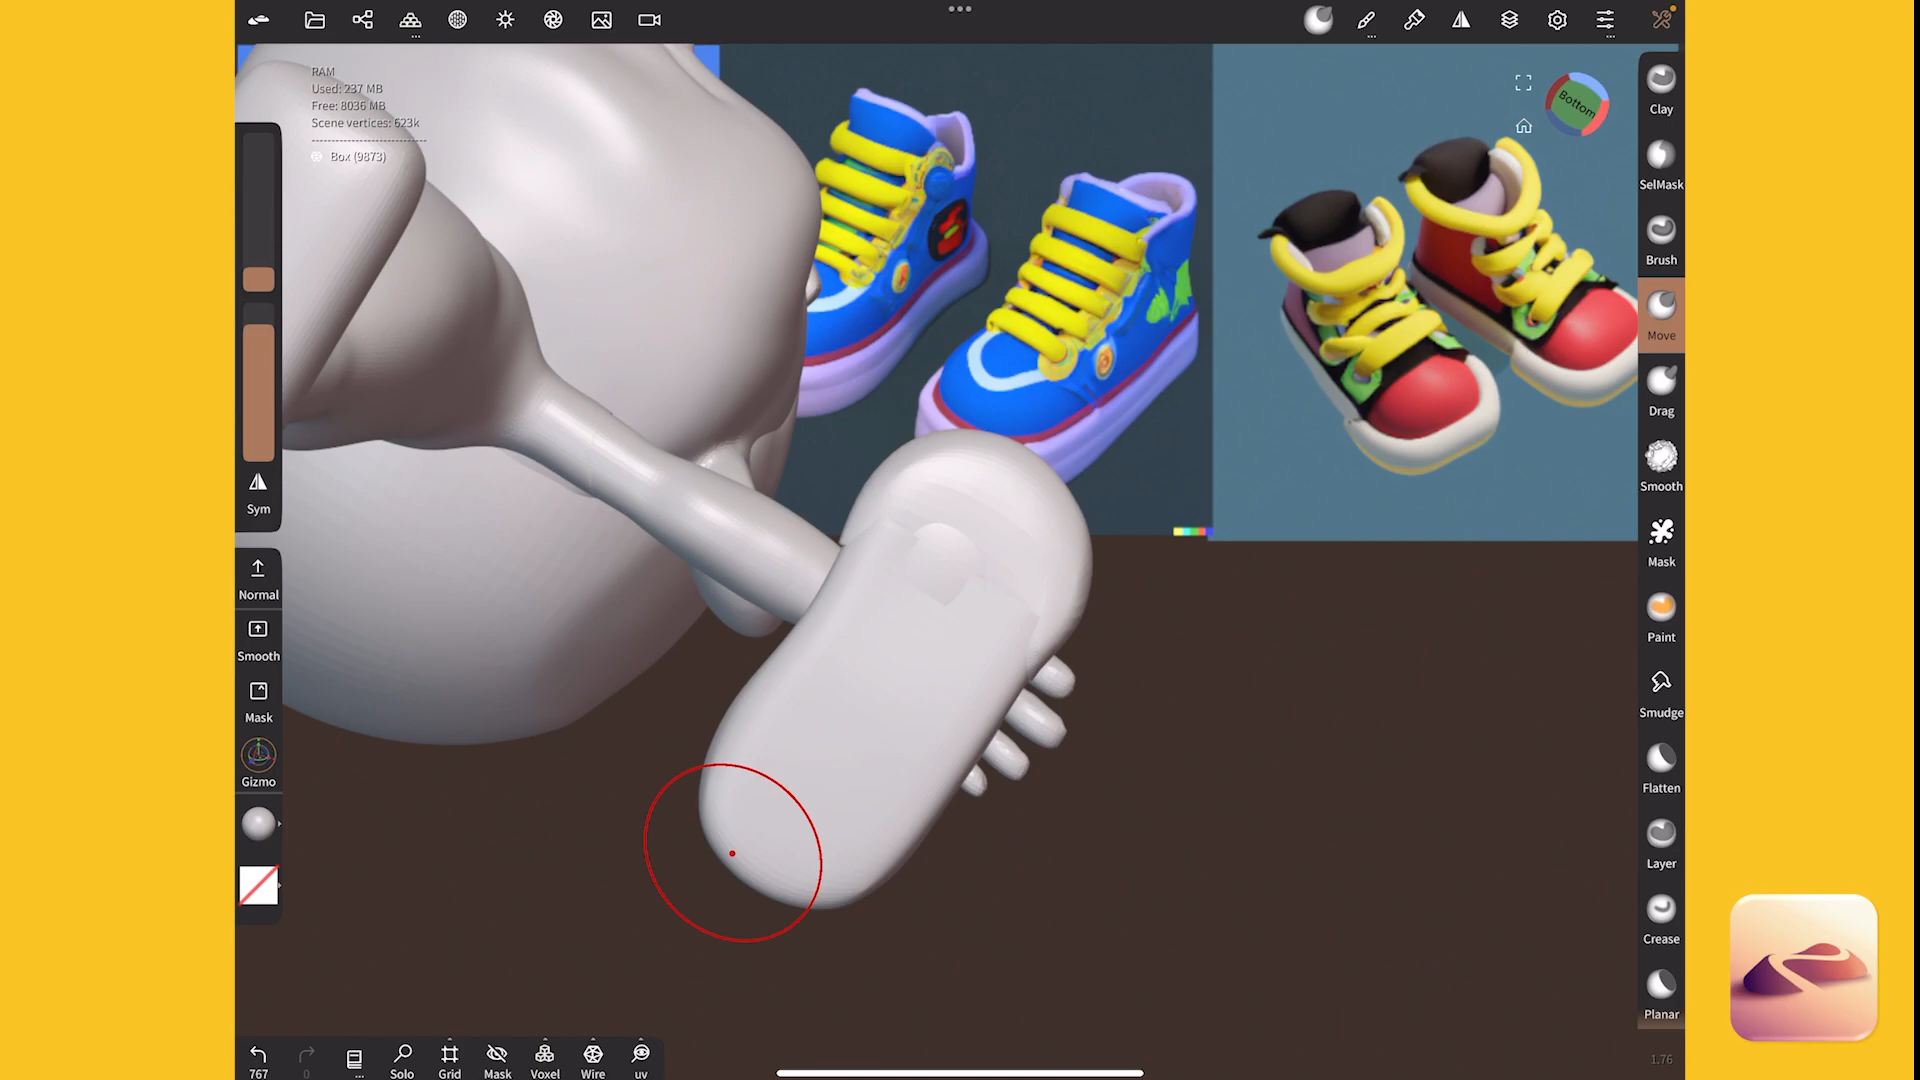 RAM
Used: 237 MB
Free: 8036 MB
Scene vertices: 623k
Box (9873)
Bottom
Clay
SelMask
Brush
Move
Drag
Smooth
Mask
Paint
Smudge
Flatten
Layer
Crease
Planar
Sym
Normal
Smooth
Mask
Gizmo
767
0
Solo
Grid
Mask
Voxel
Wire
uv
1.76